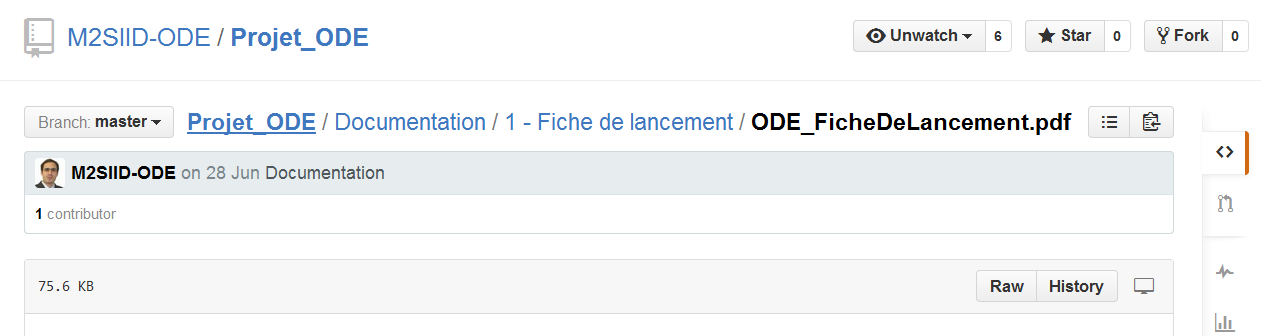 M2SIID-ODE / Projet_ODE Unwatch 6 Star 0 Fork 0
Branch: master Projet_ODE / Documentation / 1 - Fiche de lancement / ODE_FicheDeLancement.pdf
M2SIID-ODE on 28 Jun Documentation
1 contributor
75.6 KB Raw History